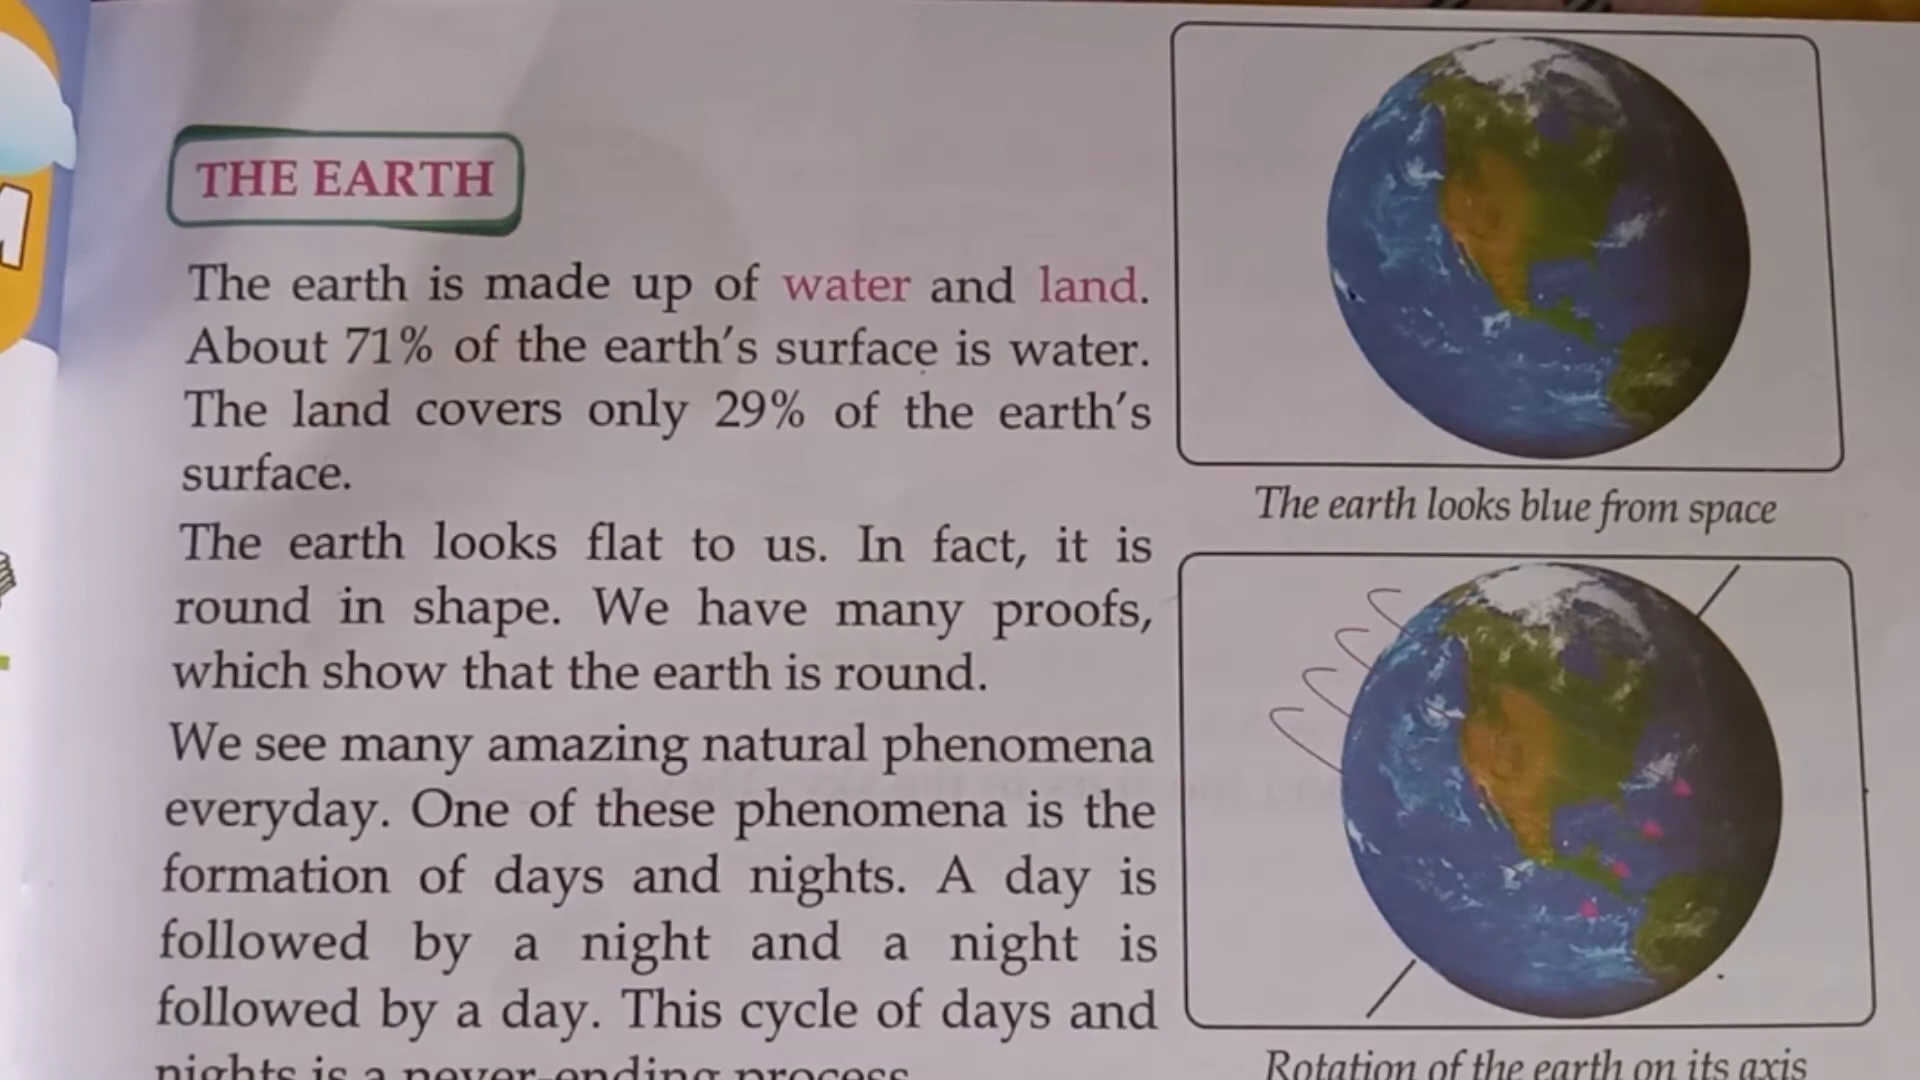 THE EARTH
The earth is made up of water and land.
About 71% of the earth's surface is water.
The land covers only 29% of the earth's
surface.
The earth looks flat to us. In fact, it is
round in shape. We have many proofs,
which show that the earth is round.
We see many amazing natural phenomena
everyday. One of these phenomena is the
formation of days and nights. A day is
followed by a night and a night is
followed by a day. This cycle of days and
nights is a never-ending process.
The earth looks blue from space
Rotation of the earth on its axis